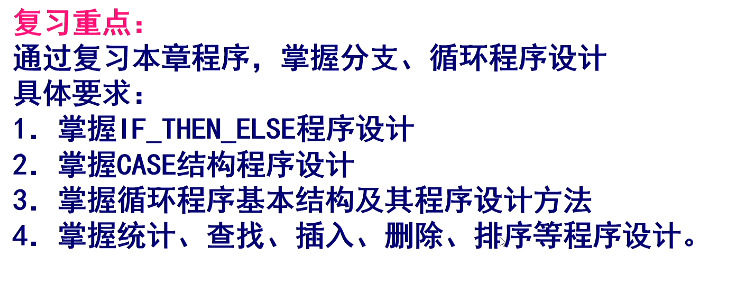 复习重点：
通过复习本章程序，掌握分支、循环程序设计
具体要求：
1．掌握IF_THEN_ELSE程序设计
2．掌握CASE结构程序设计
3．掌握循环程序基本结构及其程序设计方法
4．掌握统计、查找、插入、删除、排序等程序设计。